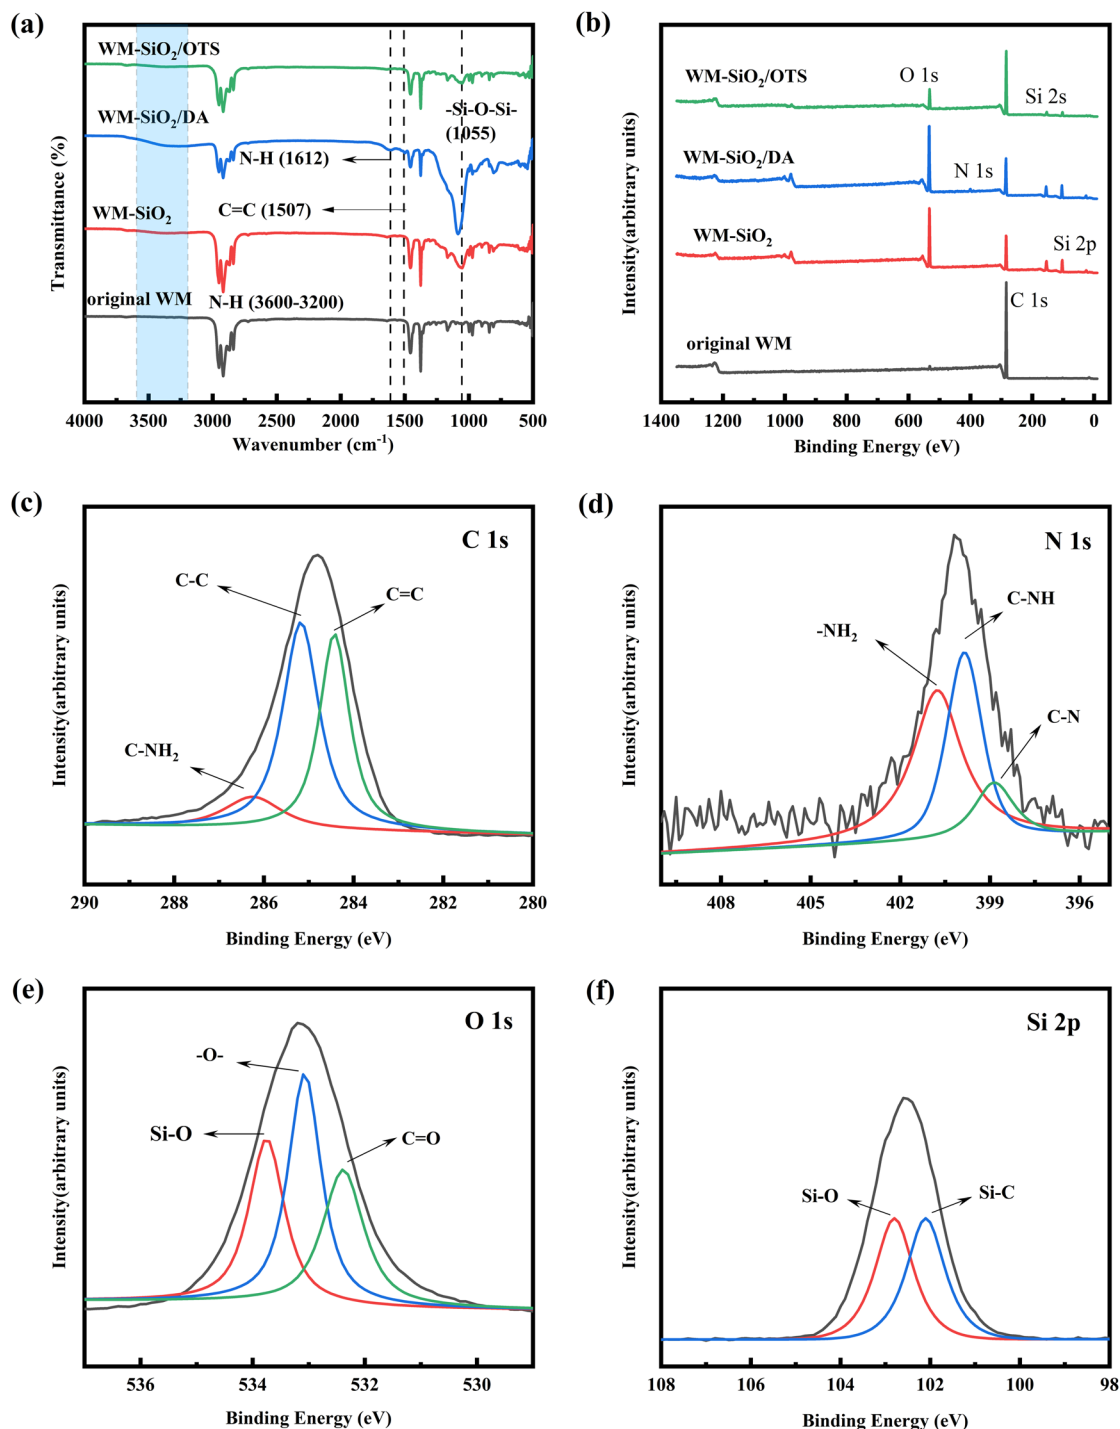 (a)
WM-SiO₂/OTS
-Si-O-Si-
(1055)
WM-SiO₂/DA
N-H (1612)
C=C (1507)
WM-SiO₂
original WM
N-H (3600-3200)
Transmittance (%)
4000 3500 3000 2500 2000 1500 1000 500
Wavenumber (cm⁻¹)
(b)
O 1s
WM-SiO₂/OTS
Si 2s
WM-SiO₂/DA
N 1s
WM-SiO₂
Si 2p
C 1s
original WM
Intensity(arbitrary units)
1400 1200 1000 800 600 400 200 0
Binding Energy (eV)
(c)
C 1s
C-C
C=C
C-NH₂
Intensity(arbitrary units)
290 288 286 284 282 280
Binding Energy (eV)
(d)
N 1s
C-NH
-NH₂
C-N
Intensity(arbitrary units)
408 405 402 399 396
Binding Energy (eV)
(e)
O 1s
-O-
Si-O
C=O
Intensity(arbitrary units)
536 534 532 530
Binding Energy (eV)
(f)
Si 2p
Si-O
Si-C
Intensity(arbitrary units)
108 106 104 102 100 98
Binding Energy (eV)